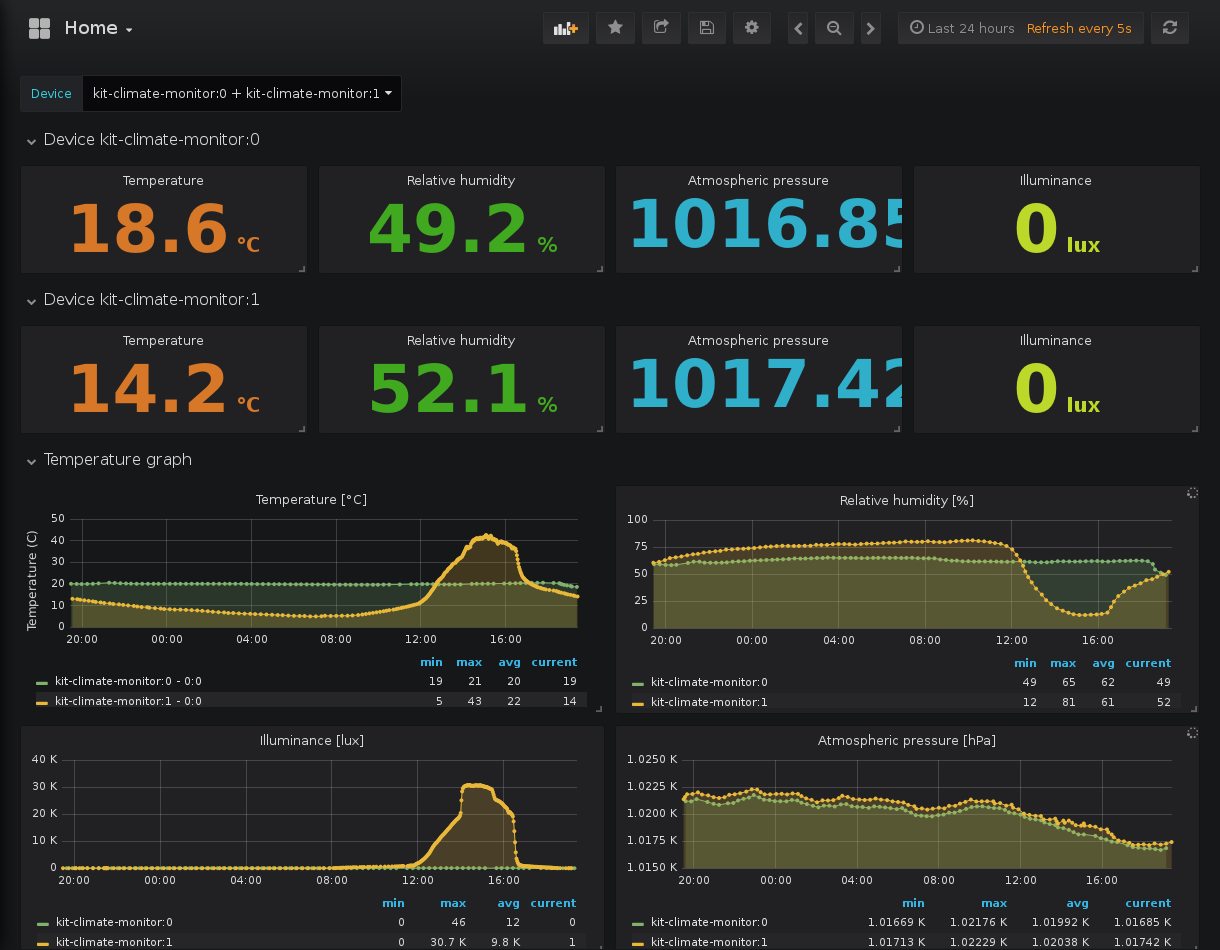 Home
Last 24 hours Refresh every 5s
Device kit-climate-monitor:0 + kit-climate-monitor:1
Device kit-climate-monitor:0
Temperature Relative humidity Atmospheric pressure Illuminance
18.6 °C 49.2 % 1016.85 0 lux
Device kit-climate-monitor:1
Temperature Relative humidity Atmospheric pressure Illuminance
14.2 °C 52.1 % 1017.42 0 lux
Temperature graph
Temperature [°C]
Temperature (C)
50
40
30
20
10
0
20:00 00:00 04:00 08:00 12:00 16:00
min max avg current
kit-climate-monitor:0 - 0:0 19 21 20 19
kit-climate-monitor:1 - 0:0 5 43 22 14
Relative humidity [%]
100
75
50
25
0
20:00 00:00 04:00 08:00 12:00 16:00
min max avg current
kit-climate-monitor:0 49 65 62 49
kit-climate-monitor:1 12 81 61 52
Illuminance [lux]
40 K
30 K
20 K
10 K
0
20:00 00:00 04:00 08:00 12:00 16:00
min max avg current
kit-climate-monitor:0 0 46 12 0
kit-climate-monitor:1 0 30.7 K 9.8 K 1
Atmospheric pressure [hPa]
1.0250 K
1.0225 K
1.0200 K
1.0175 K
1.0150 K
20:00 00:00 04:00 08:00 12:00 16:00
min max avg current
kit-climate-monitor:0 1.01669 K 1.02176 K 1.01992 K 1.01685 K
kit-climate-monitor:1 1.01713 K 1.02229 K 1.02038 K 1.01742 K